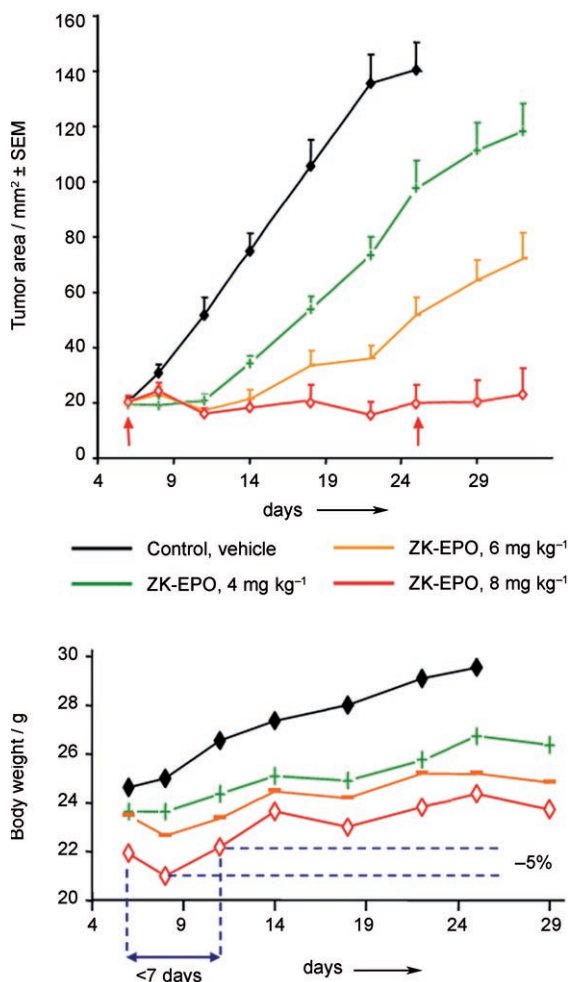 Tumor area / mm² ± SEM
160
140
120
100
80
60
40
20
0
4 9 14 19 24 29
days
Control, vehicle
ZK-EPO, 6 mg kg⁻¹
ZK-EPO, 4 mg kg⁻¹
ZK-EPO, 8 mg kg⁻¹
Body weight / g
30
28
26
24
22
20
–5%
4 9 14 19 24 29
<7 days
days